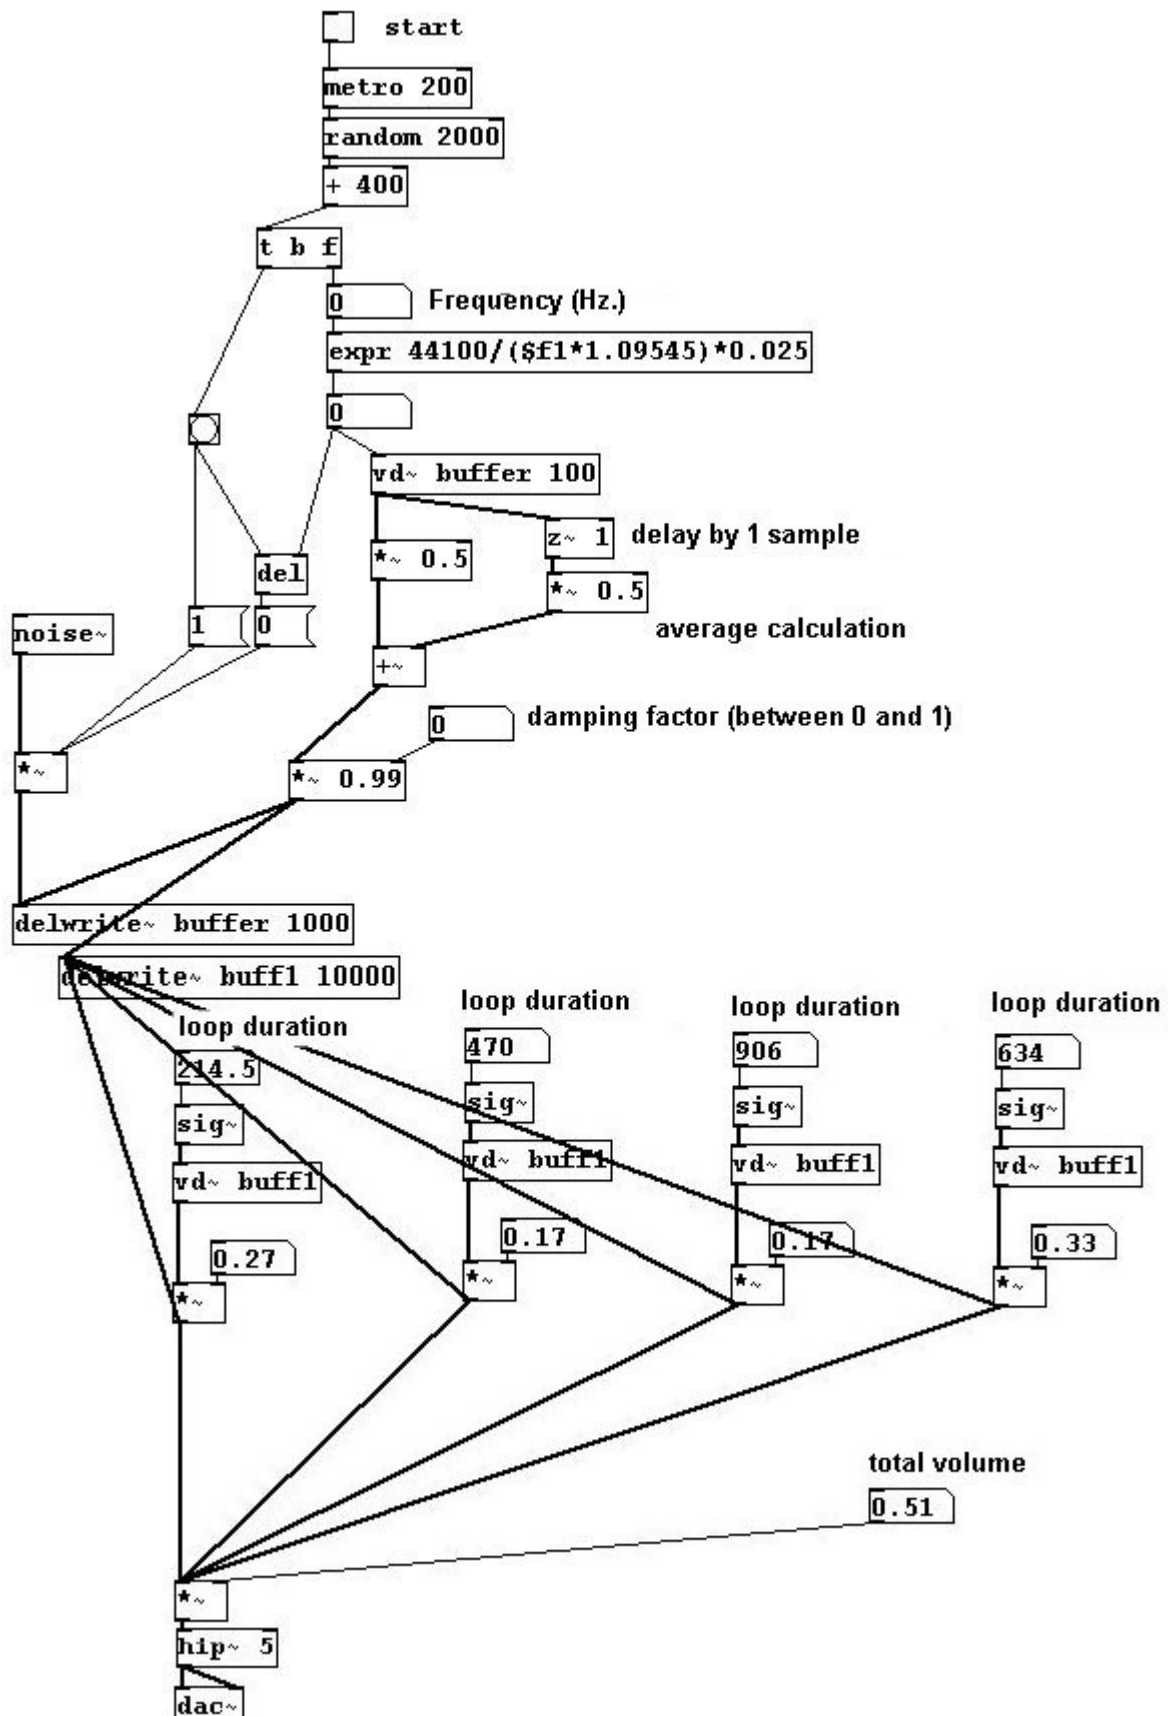 start
metro 200
random 2000
+ 400
t b f
0
Frequency (Hz.)
expr 44100/($f1*1.09545)*0.025
0
vd~ buffer 100
z~ 1
delay by 1 sample
*~ 0.5
del
*~ 0.5
noise~
1
0
average calculation
+~
0
damping factor (between 0 and 1)
*~
*~ 0.99
delwrite~ buffer 1000
delwrite~ buff1 10000
loop duration
214.5
sig~
vd~ buff1
0.27
*~
loop duration
470
sig~
vd~ buff1
0.17
*~
loop duration
906
sig~
vd~ buff1
0.17
*~
loop duration
634
sig~
vd~ buff1
0.33
*~
total volume
0.51
*~
hip~ 5
dac~